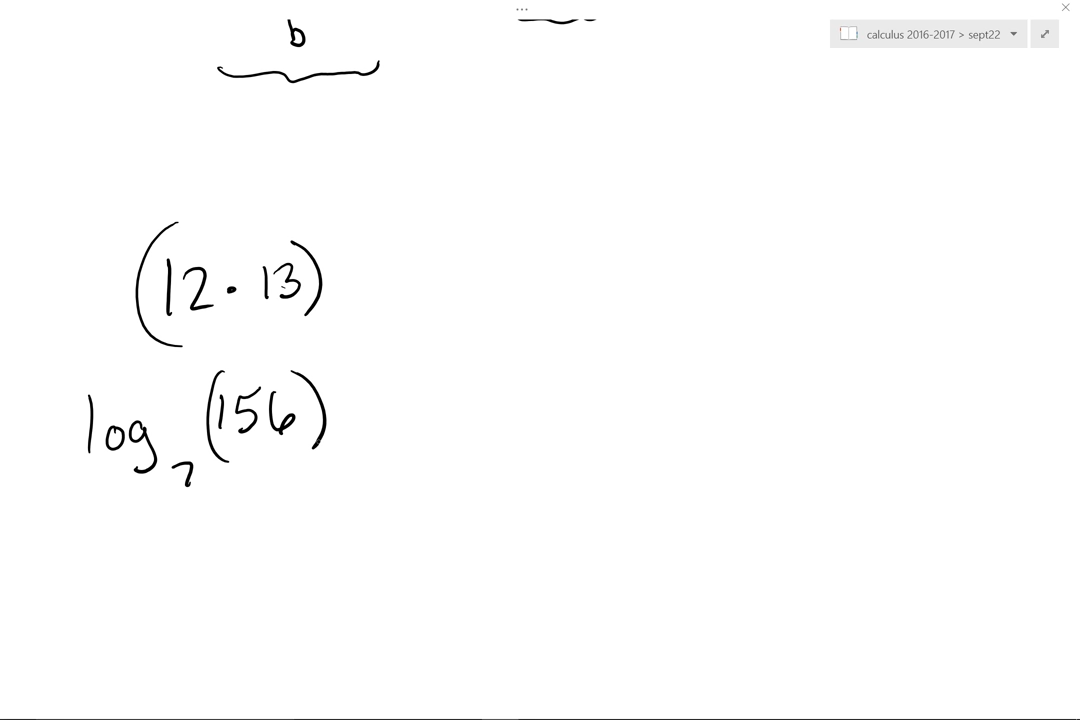 ...
calculus 2016-2017 > sept22
b
(12 · 13)
log₇ (156)